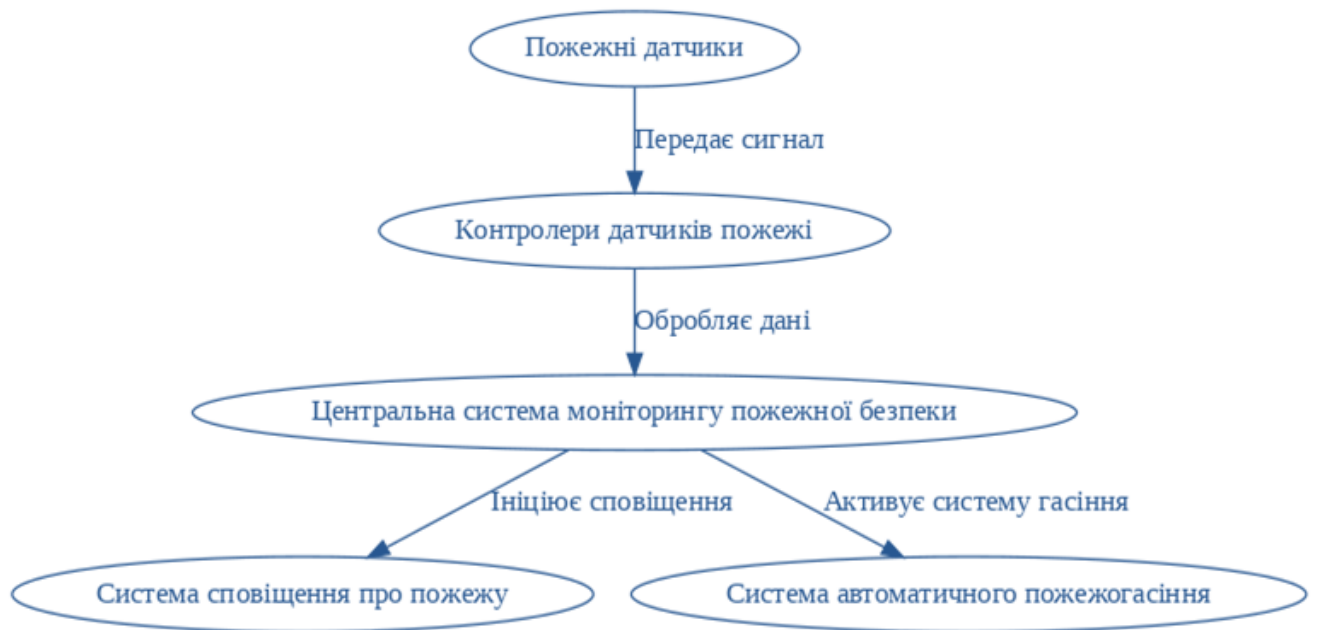 Пожежні датчики
Передає сигнал
Контролери датчиків пожежі
Обробляє дані
Центральна система моніторингу пожежної безпеки
Ініціює сповіщення
Активує систему гасіння
Система сповіщення про пожежу
Система автоматичного пожежогасіння